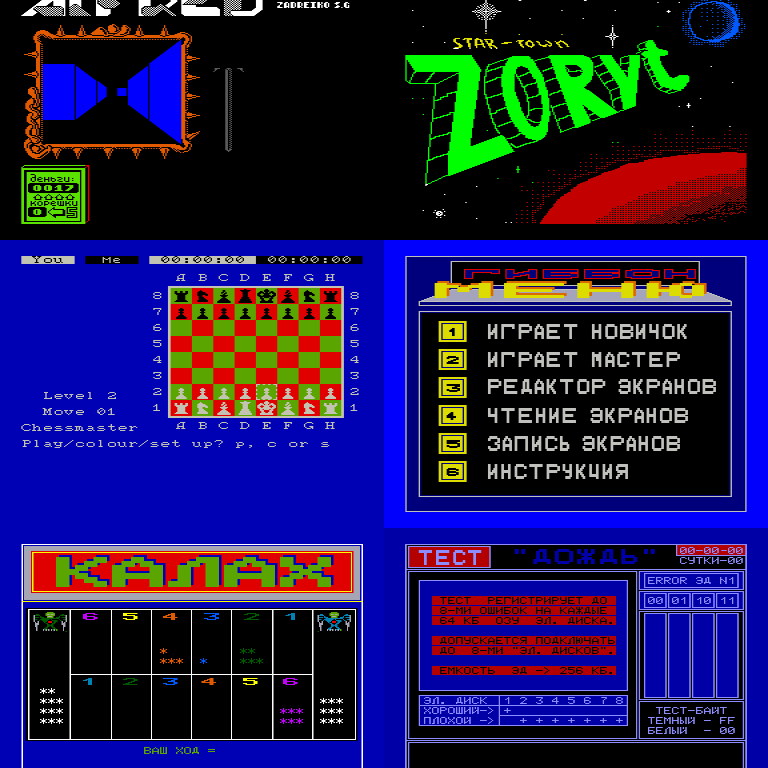 ZADREIKO S.G
T
деньги:
0017
корешки
0 5
STAR-TOWN
ZORyt
You Me 00:00:00 00:00:00
A B C D E F G H
8 8
7 7
6 6
5 5
4 4
3 3
2 2
1 1
A B C D E F G H
Level 2
Move 01
Chessmaster
Play/colour/set up? p, c or s
ГИББОН
МЕНЮ
1 ИГРАЕТ НОВИЧОК
2 ИГРАЕТ МАСТЕР
3 РЕДАКТОР ЭКРАНОВ
4 ЧТЕНИЕ ЭКРАНОВ
5 ЗАПИСЬ ЭКРАНОВ
6 ИНСТРУКЦИЯ
КАЛАХ
6 5 4 3 2 1
*
*** * ** ***
1 2 3 4 5 6
** 
*** ***
*** *** ***
*** *** ***
ВАШ ХОД =
ТЕСТ "ДОЖДЬ" 00-00-00
СУТКИ-00
ТЕСТ РЕГИСТРИРУЕТ ДО
8-МИ ОШИБОК НА КАЖДЫЕ
64 КБ ОЗУ ЭЛ. ДИСКА.
ДОПУСКАЕТСЯ ПОДКЛЮЧАТЬ
ДО 8-МИ "ЭЛ. ДИСКОВ".
ЕМКОСТЬ ЭД -> 256 КБ.
ERROR ЭД N1
00 01 10 11
ЭЛ. ДИСК 1 2 3 4 5 6 7 8
ХОРОШИЙ-> +
ПЛОХОЙ -> + + + + + + +
ТЕСТ-БАЙТ
ТЕМНЫЙ - FF
БЕЛЫЙ - 00